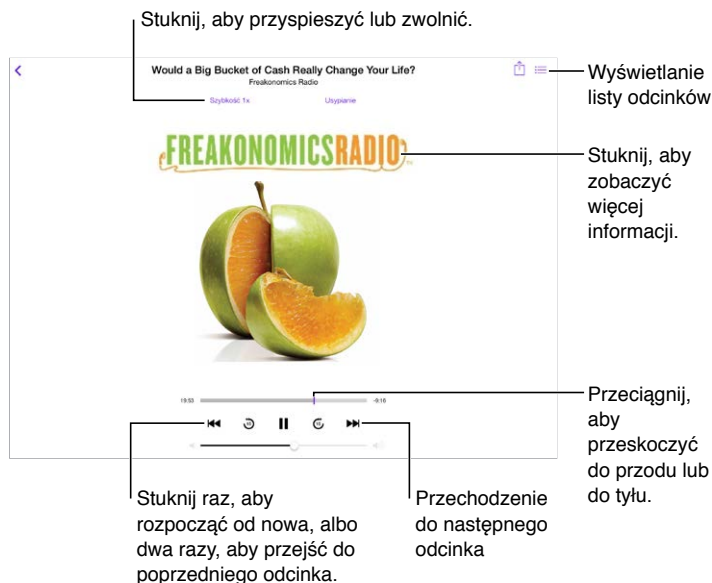 Stuknij, aby przyspieszyć lub zwolnić.
Would a Big Bucket of Cash Really Change Your Life?
Freakonomics Radio
Szybkość 1x Usypianie
Wyświetlanie
listy odcinków
FREAKONOMICSRADIO
Stuknij, aby
zobaczyć
więcej
informacji.
19:53 -9:16
15 15
Przeciągnij,
aby
przeskoczyć
do przodu lub
do tyłu.
Stuknij raz, aby
rozpocząć od nowa, albo
dwa razy, aby przejść do
poprzedniego odcinka.
Przechodzenie
do następnego
odcinka